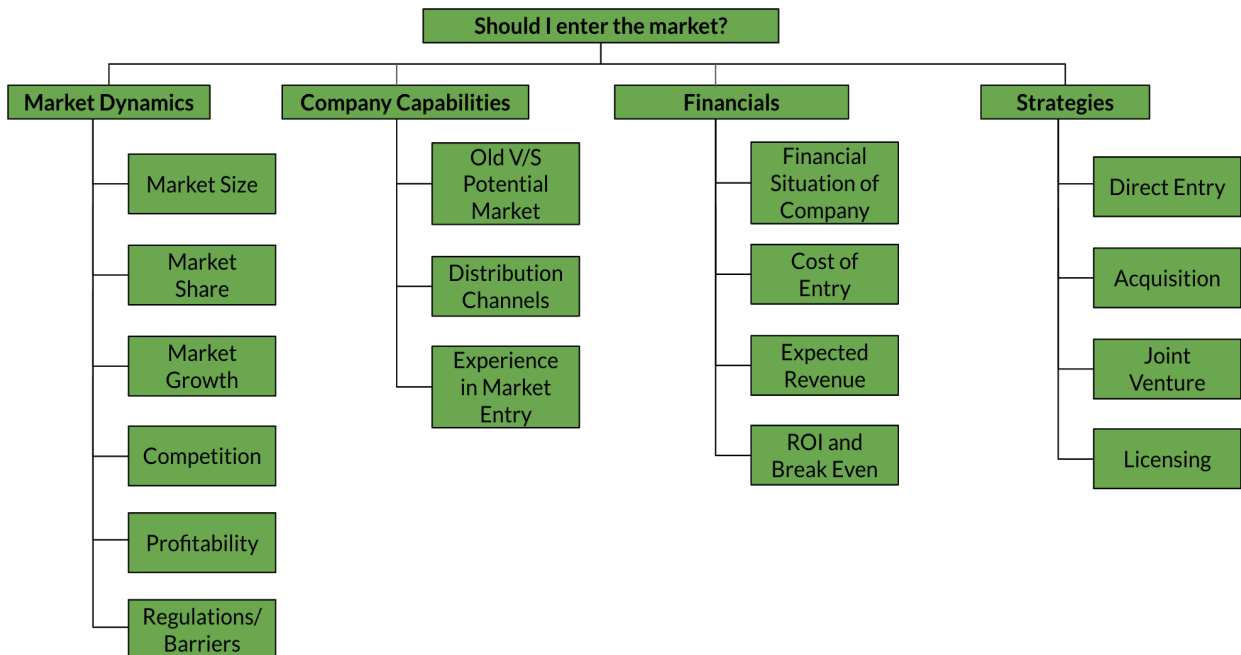 Should I enter the market?
Market Dynamics
Market Size
Market
Share
Market
Growth
Competition
Profitability
Regulations/
Barriers
Company Capabilities
Old V/S
Potential
Market
Distribution
Channels
Experience
in Market
Entry
Financials
Financial
Situation of
Company
Cost of
Entry
Expected
Revenue
ROI and
Break Even
Strategies
Direct Entry
Acquisition
Joint
Venture
Licensing